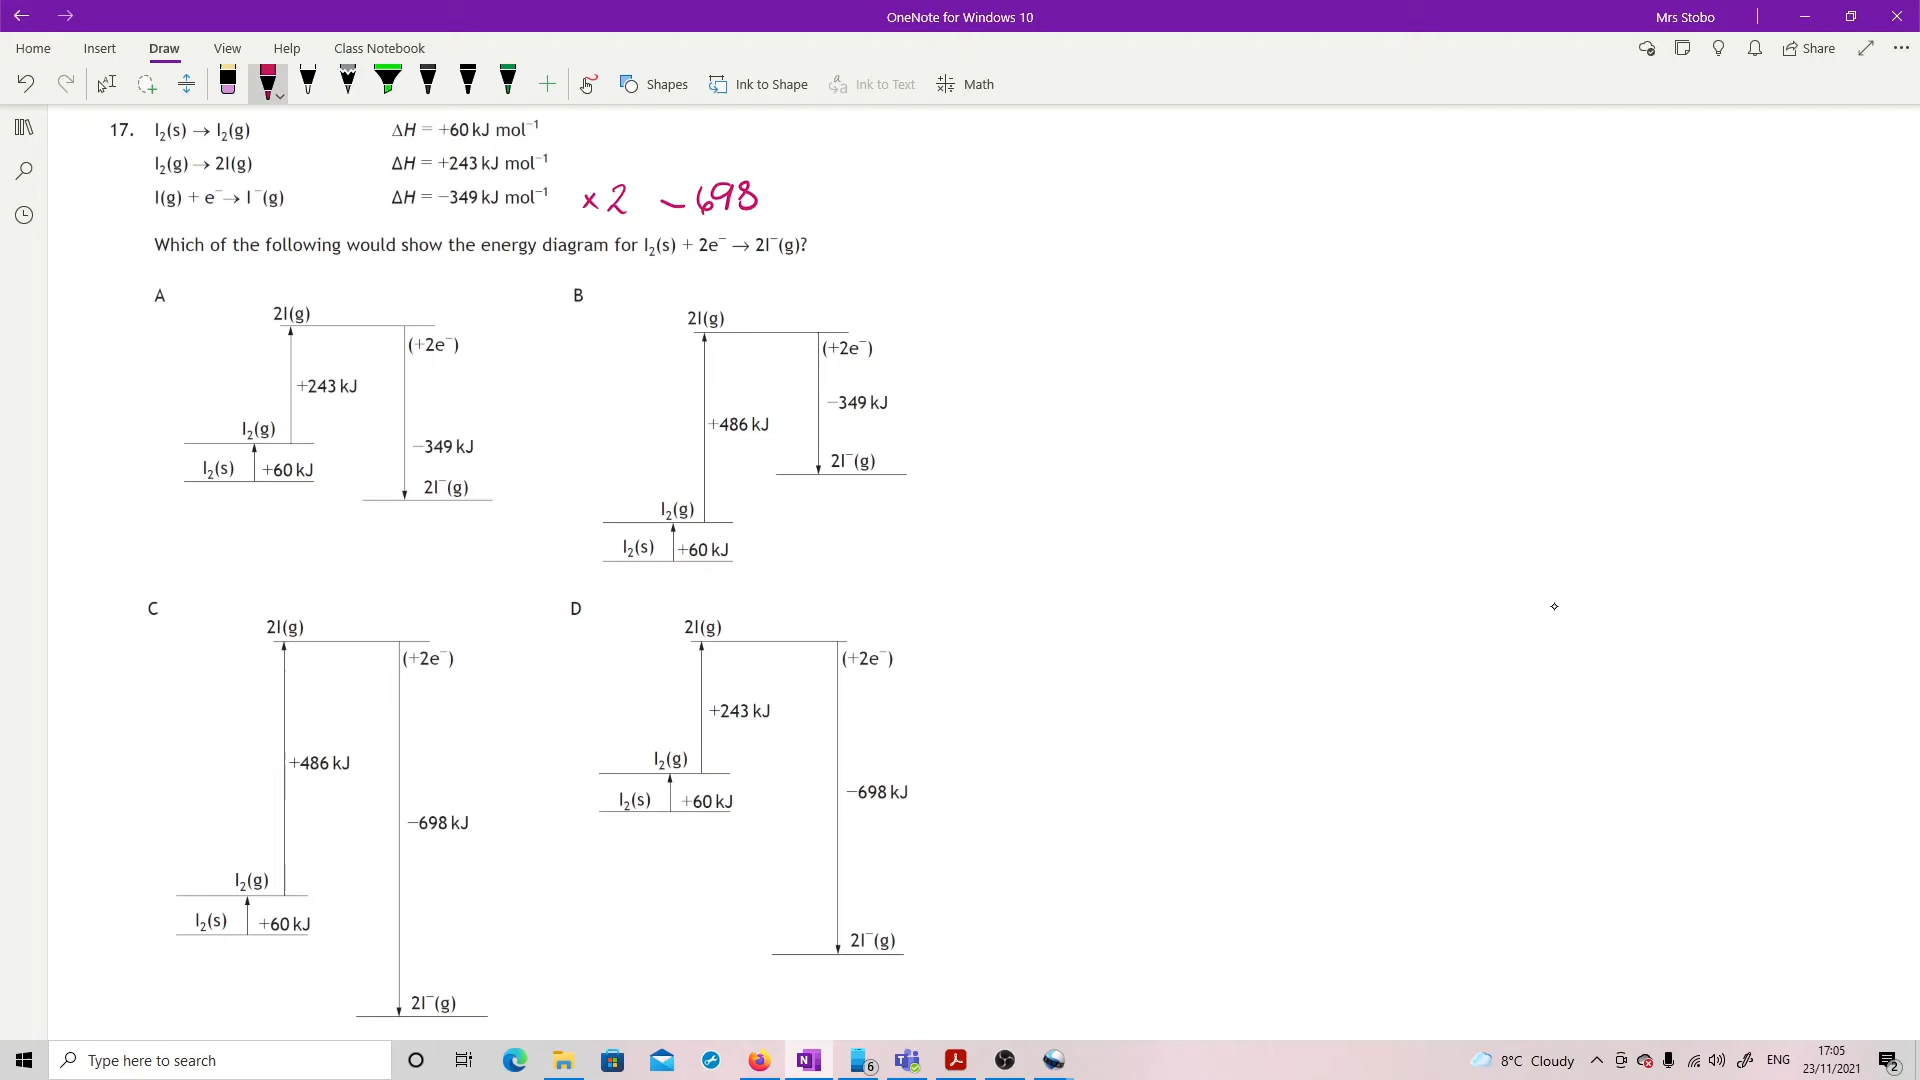 OneNote for Windows 10
Mrs Stobo
Home Insert Draw View Help Class Notebook
Share
Shapes Ink to Shape Ink to Text Math
17. I₂(s) → I₂(g) ΔH = +60 kJ mol⁻¹
I₂(g) → 2I(g) ΔH = +243 kJ mol⁻¹
I(g) + e⁻ → I⁻(g) ΔH = −349 kJ mol⁻¹ × 2 − 698
Which of the following would show the energy diagram for I₂(s) + 2e⁻ → 2I⁻(g)?
A
2I(g)
(+2e⁻)
+243 kJ
I₂(g)
−349 kJ
I₂(s) +60 kJ
2I⁻(g)
B
2I(g)
(+2e⁻)
−349 kJ
+486 kJ
2I⁻(g)
I₂(g)
I₂(s) +60 kJ
C
2I(g)
(+2e⁻)
+486 kJ
−698 kJ
I₂(g)
I₂(s) +60 kJ
2I⁻(g)
D
2I(g)
(+2e⁻)
+243 kJ
I₂(g)
−698 kJ
I₂(s) +60 kJ
2I⁻(g)
Type here to search
6
8°C Cloudy
ENG
17:05
23/11/2021
2